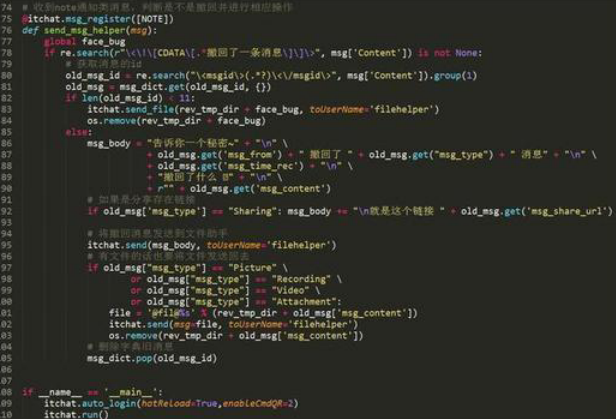 74 # 收到note通知类消息，判断是不是撤回并进行相应操作
75 @itchat.msg_register([NOTE])
76 def send_msg_helper(msg):
77 global face_bug
78 if re.search(r"\<\!\[CDATA\[.*撤回了一条消息\]\]\>", msg['Content']) is not None:
79 # 获取消息的id
80 old_msg_id = re.search("\<msgid\>(.*?)\<\/msgid\>", msg['Content']).group(1)
81 old_msg = msg_dict.get(old_msg_id, {})
82 if len(old_msg_id) < 11:
83 itchat.send_file(rev_tmp_dir + face_bug, toUserName='filehelper')
84 os.remove(rev_tmp_dir + face_bug)
85 else:
86 msg_body = "告诉你一个秘密~" + "\n" \
87 + old_msg.get('msg_from') + " 撤回了 " + old_msg.get("msg_type") + " 消息" + "\n" \
88 + old_msg.get('msg_time_rec') + "\n" \
89 + "撤回了什么 " + "\n" \
90 + r"" + old_msg.get('msg_content')
91 # 如果是分享存在链接
92 if old_msg['msg_type'] == "Sharing": msg_body += "\n就是这个链接 " + old_msg.get('msg_share_url')
93
94 # 将撤回消息发送到文件助手
95 itchat.send(msg_body, toUserName='filehelper')
96 # 有文件的话也要将文件发送回去
97 if old_msg["msg_type"] == "Picture" \
98 or old_msg["msg_type"] == "Recording" \
99 or old_msg["msg_type"] == "Video" \
00 or old_msg["msg_type"] == "Attachment":
01 file = '@fil@%s' % (rev_tmp_dir + old_msg['msg_content'])
02 itchat.send(msg=file, toUserName='filehelper')
03 os.remove(rev_tmp_dir + old_msg['msg_content'])
04 # 删除字典旧消息
05 msg_dict.pop(old_msg_id)
06
07
08 if __name__ == '__main__':
09 itchat.auto_login(hotReload=True,enableCmdQR=2)
10 itchat.run()